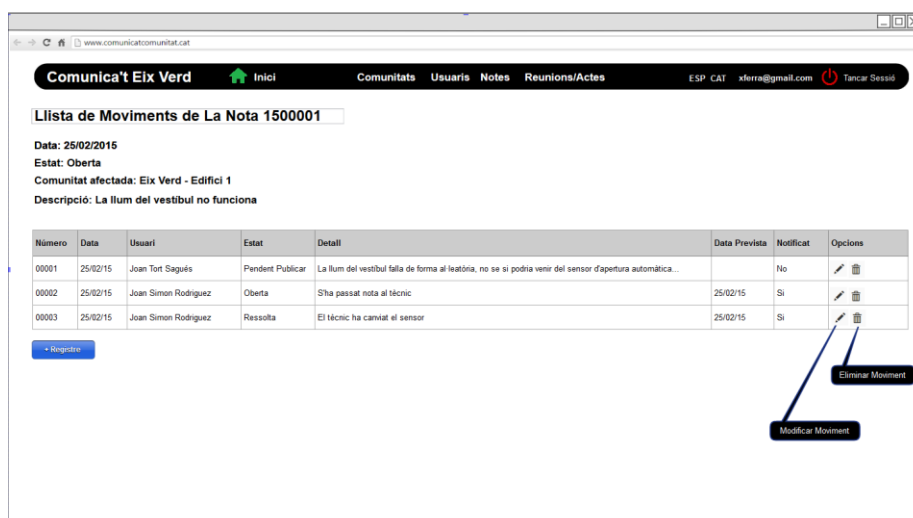 www.comunicatcomunitat.cat
Comunica't Eix Verd Inici Comunitats Usuaris Notes Reunions/Actes ESP CAT xferra@gmail.com Tancar Sessió
Llista de Moviments de La Nota 1500001
Data: 25/02/2015
Estat: Oberta
Comunitat afectada: Eix Verd - Edifici 1
Descripció: La llum del vestíbul no funciona
Número Data Usuari Estat Detall Data Prevista Notificat Opcions
00001 25/02/15 Joan Tort Sagués Pendent Publicar La llum del vestíbul falla de forma al·leatòria, no se si podria venir del sensor d'apertura automàtica... No
00002 25/02/15 Joan Simon Rodriguez Oberta S'ha passat nota al tècnic 25/02/15 Si
00003 25/02/15 Joan Simon Rodriguez Ressolta El tècnic ha canviat el sensor 25/02/15 Si
+ Registre
Eliminar Moviment
Modificar Moviment